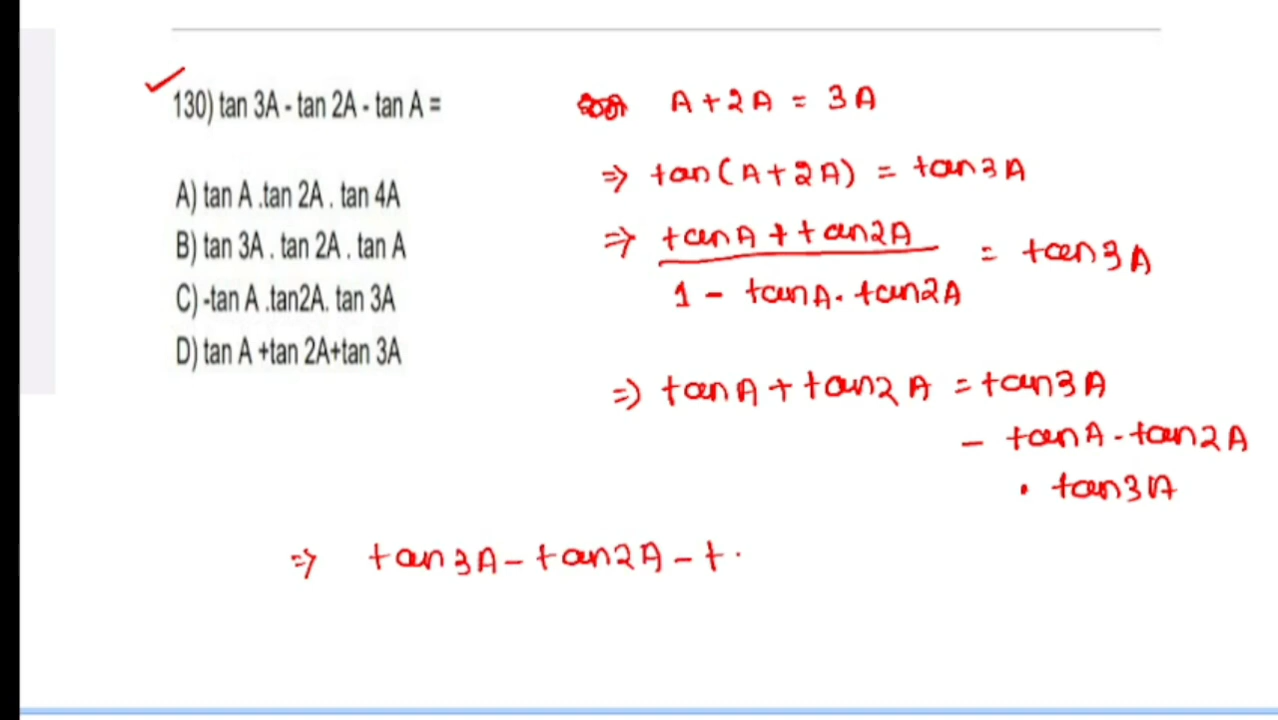 130) tan 3A - tan 2A - tan A =
A) tan A .tan 2A . tan 4A
B) tan 3A . tan 2A . tan A
C) -tan A .tan2A. tan 3A
D) tan A +tan 2A+tan 3A
A + 2A = 3A
⇒ tan(A + 2A) = tan3A
⇒ tanA + tan2A
1 - tanA. tan2A
= tan3A
⇒ tanA + tan2A = tan3A
- tanA - tan2A
. tan3A
⇒ tan3A - tan2A - t.